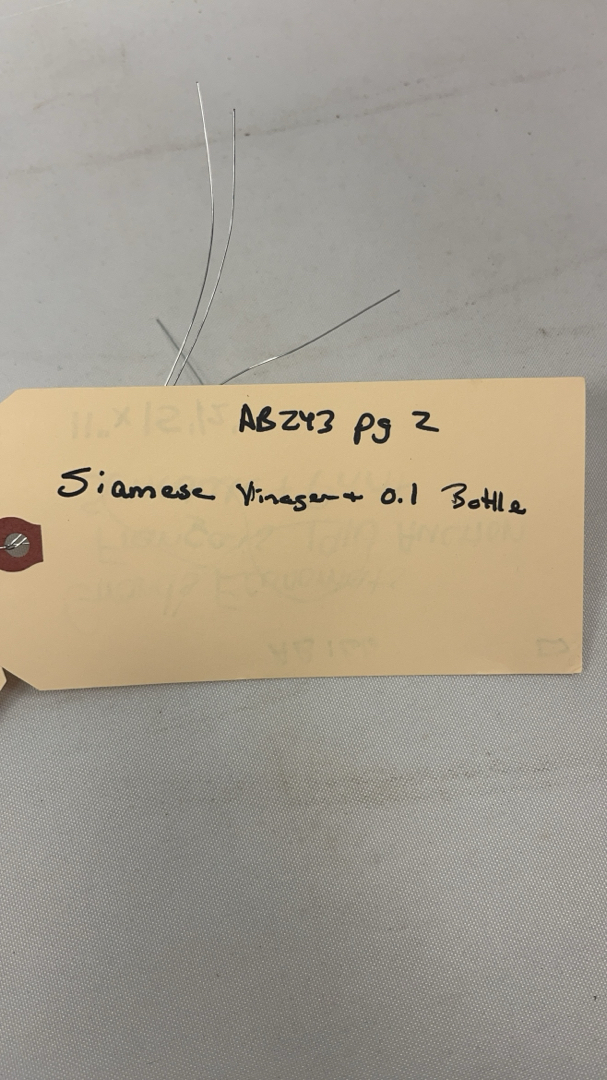 AB243 pg 2
Siamese Vinegar + 0.1 Bottle